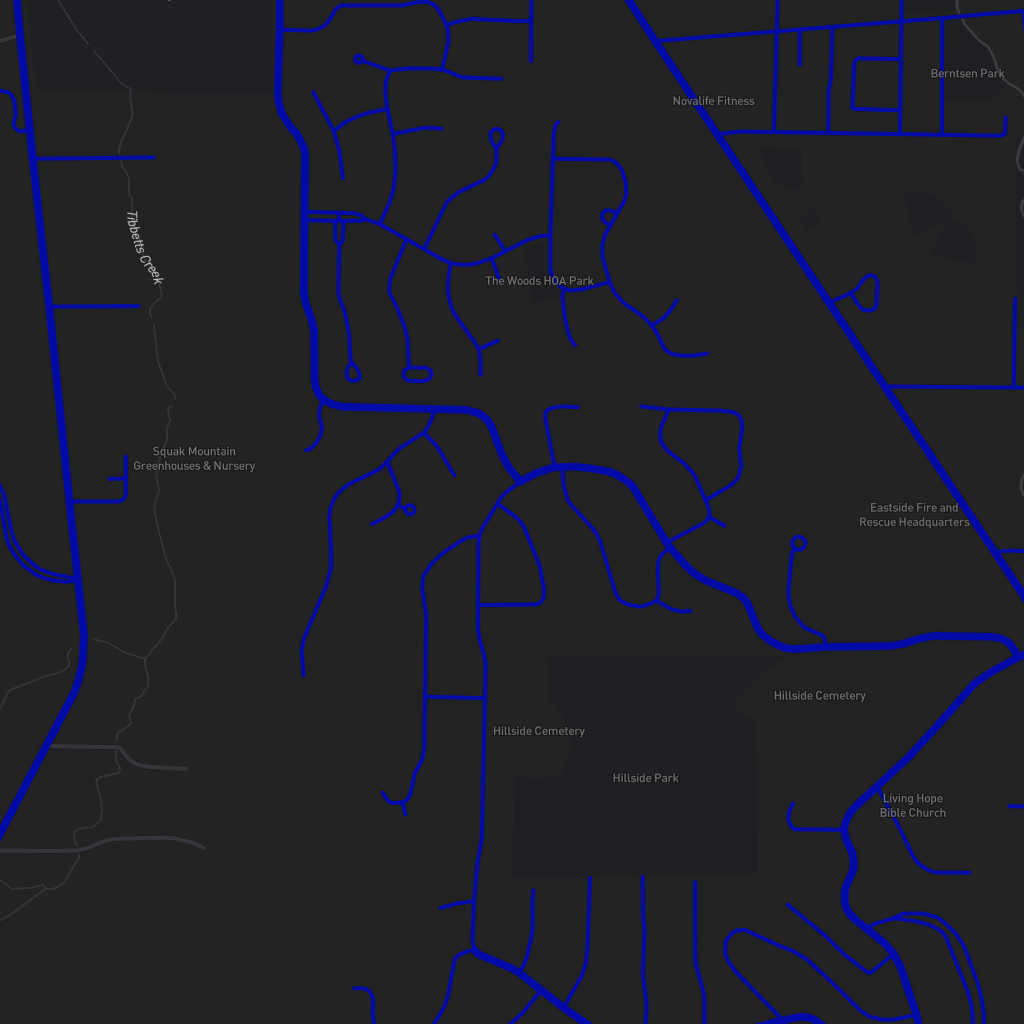 Berntsen Park
Novalife Fitness
Tibbetts Creek
The Woods HOA Park
Squak Mountain
Greenhouses & Nursery
Eastside Fire and
Rescue Headquarters
Hillside Cemetery
Hillside Cemetery
Hillside Park
Living Hope
Bible Church